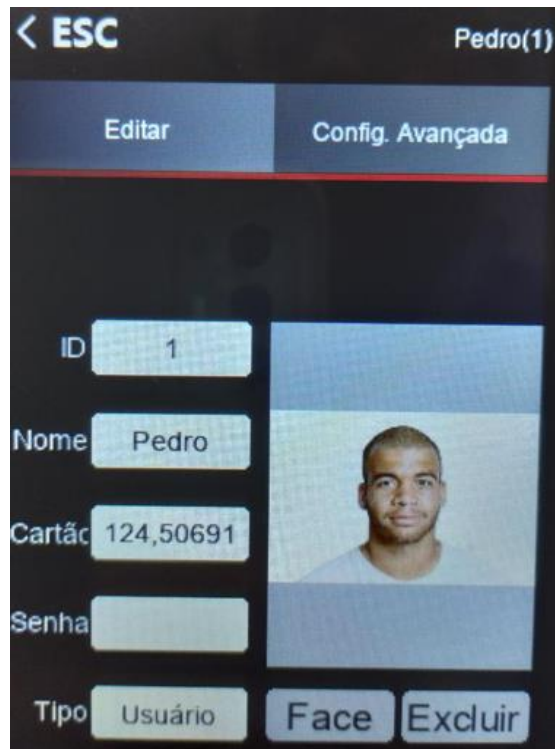 < ESC
Pedro(1)
Editar
Config. Avançada
ID
1
Nome
Pedro
Cartão
124,50691
Senha
Tipo
Usuário
Face
Excluir